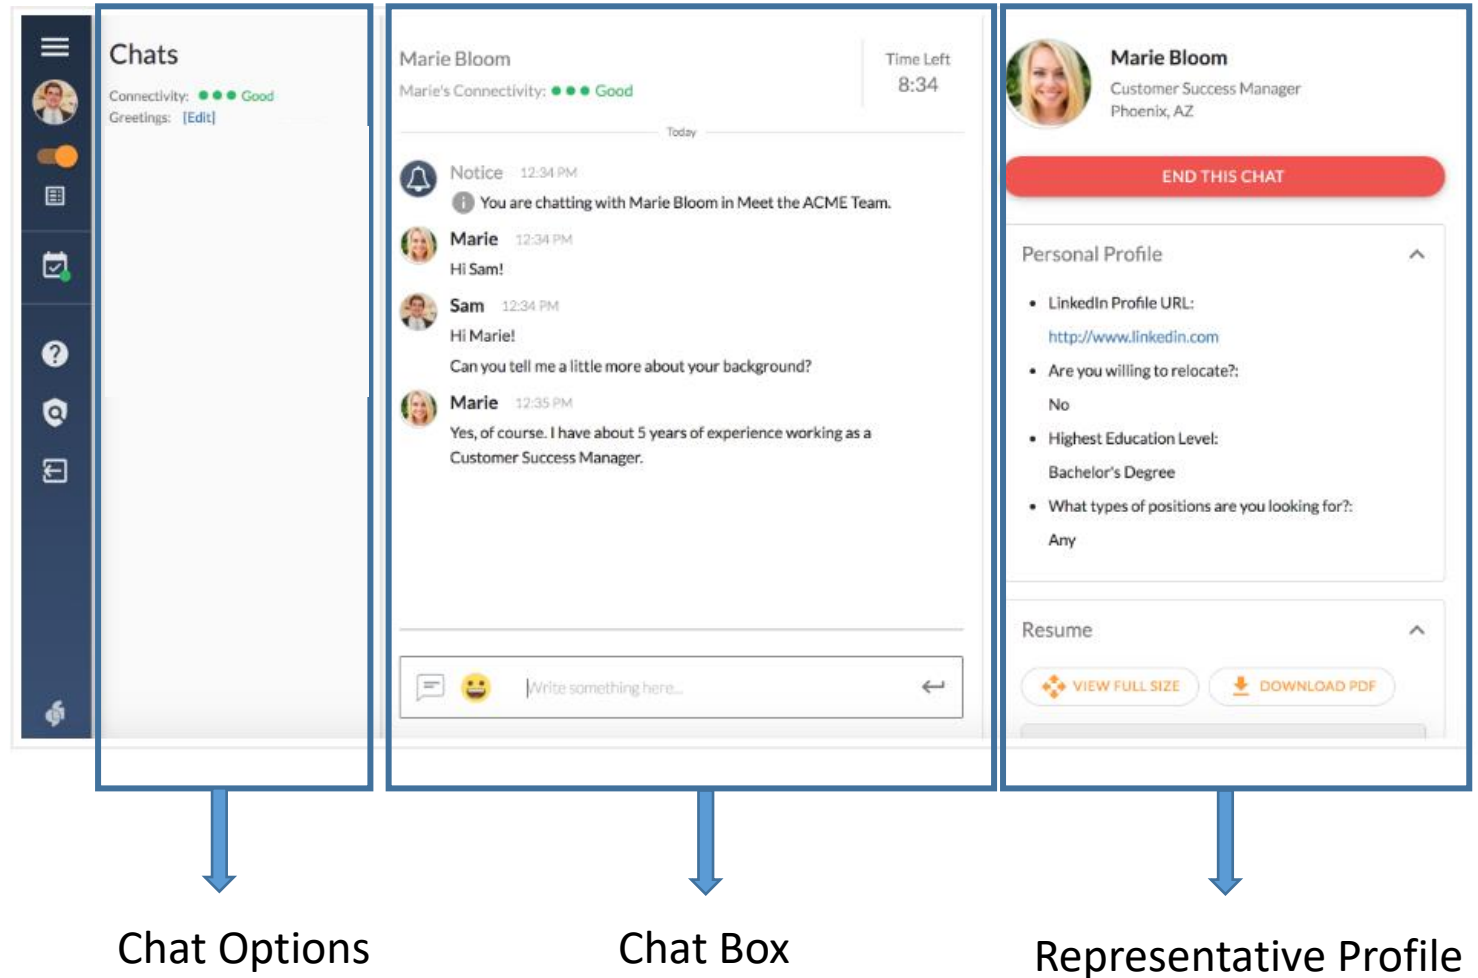 Chats
Connectivity: Good
Greetings: [Edit]
Marie Bloom
Marie's Connectivity: Good
Time Left
8:34
Today
Notice 12:34 PM
You are chatting with Marie Bloom in Meet the ACME Team.
Marie 12:34 PM
Hi Sam!
Sam 12:34 PM
Hi Marie!
Can you tell me a little more about your background?
Marie 12:35 PM
Yes, of course. I have about 5 years of experience working as a
Customer Success Manager.
Write something here...
Marie Bloom
Customer Success Manager
Phoenix, AZ
END THIS CHAT
Personal Profile
• LinkedIn Profile URL:
http://www.linkedin.com
• Are you willing to relocate?:
No
• Highest Education Level:
Bachelor's Degree
• What types of positions are you looking for?:
Any
Resume
VIEW FULL SIZE
DOWNLOAD PDF
Chat Options
Chat Box
Representative Profile